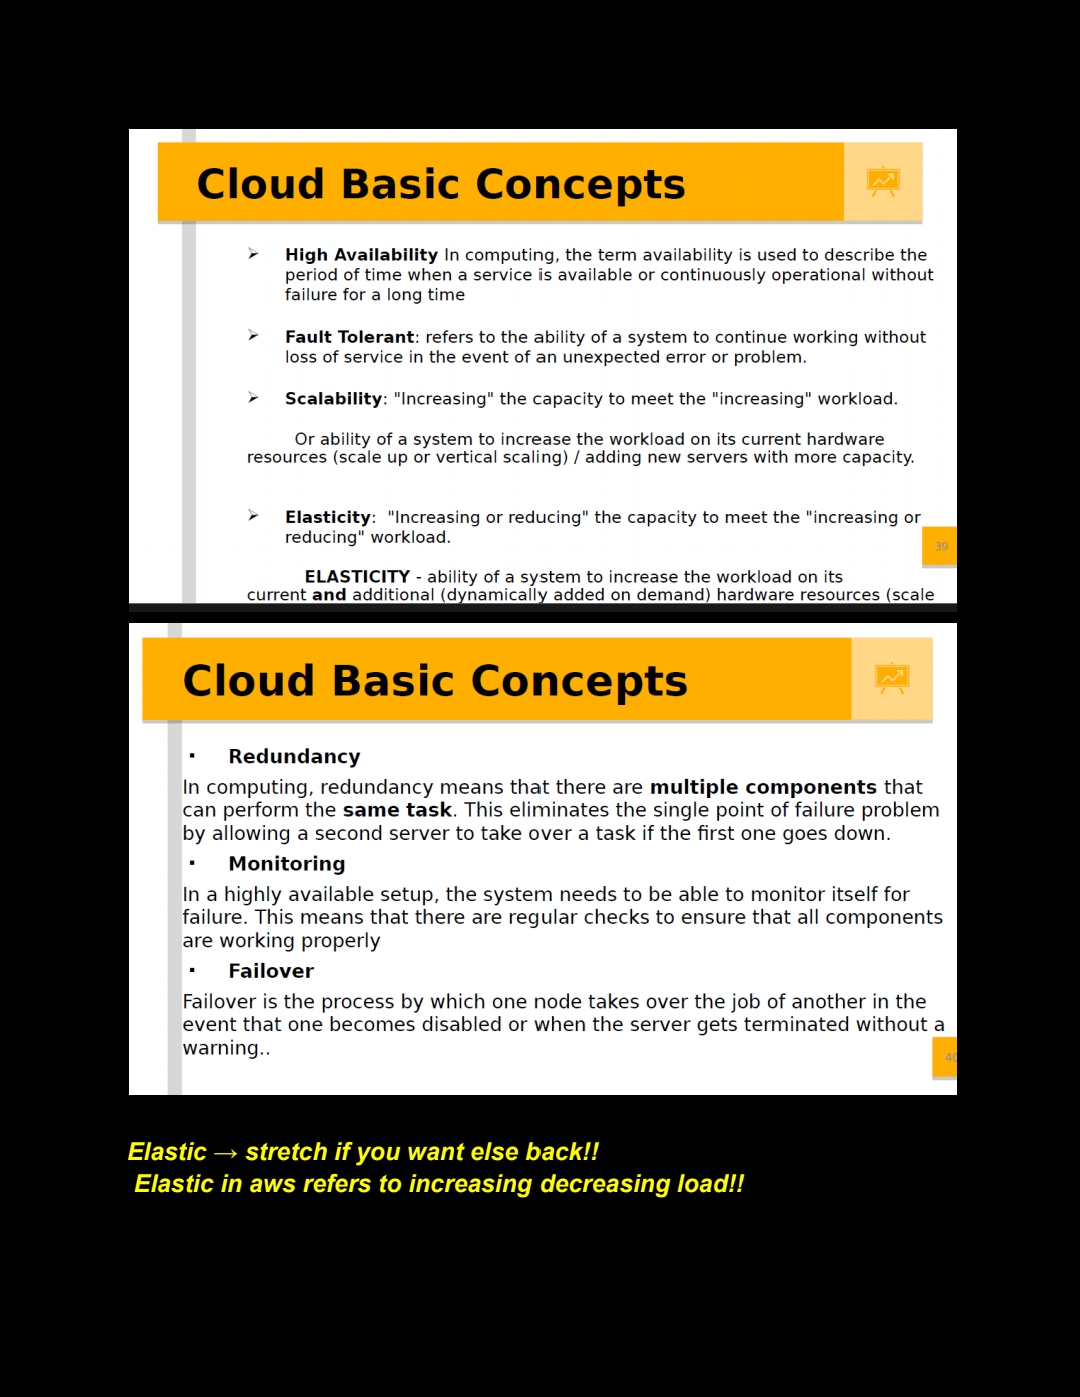 Cloud Basic Concepts
➢ High Availability In computing, the term availability is used to describe the
period of time when a service is available or continuously operational without
failure for a long time
➢ Fault Tolerant: refers to the ability of a system to continue working without
loss of service in the event of an unexpected error or problem.
➢ Scalability: "Increasing" the capacity to meet the "increasing" workload.
Or ability of a system to increase the workload on its current hardware
resources (scale up or vertical scaling) / adding new servers with more capacity.
➢ Elasticity: "Increasing or reducing" the capacity to meet the "increasing or
reducing" workload.
39
ELASTICITY - ability of a system to increase the workload on its
current and additional (dynamically added on demand) hardware resources (scale
Cloud Basic Concepts
▪ Redundancy
In computing, redundancy means that there are multiple components that
can perform the same task. This eliminates the single point of failure problem
by allowing a second server to take over a task if the first one goes down.
▪ Monitoring
In a highly available setup, the system needs to be able to monitor itself for
failure. This means that there are regular checks to ensure that all components
are working properly
▪ Failover
Failover is the process by which one node takes over the job of another in the
event that one becomes disabled or when the server gets terminated without a
warning..
40
Elastic → stretch if you want else back!!
Elastic in aws refers to increasing decreasing load!!